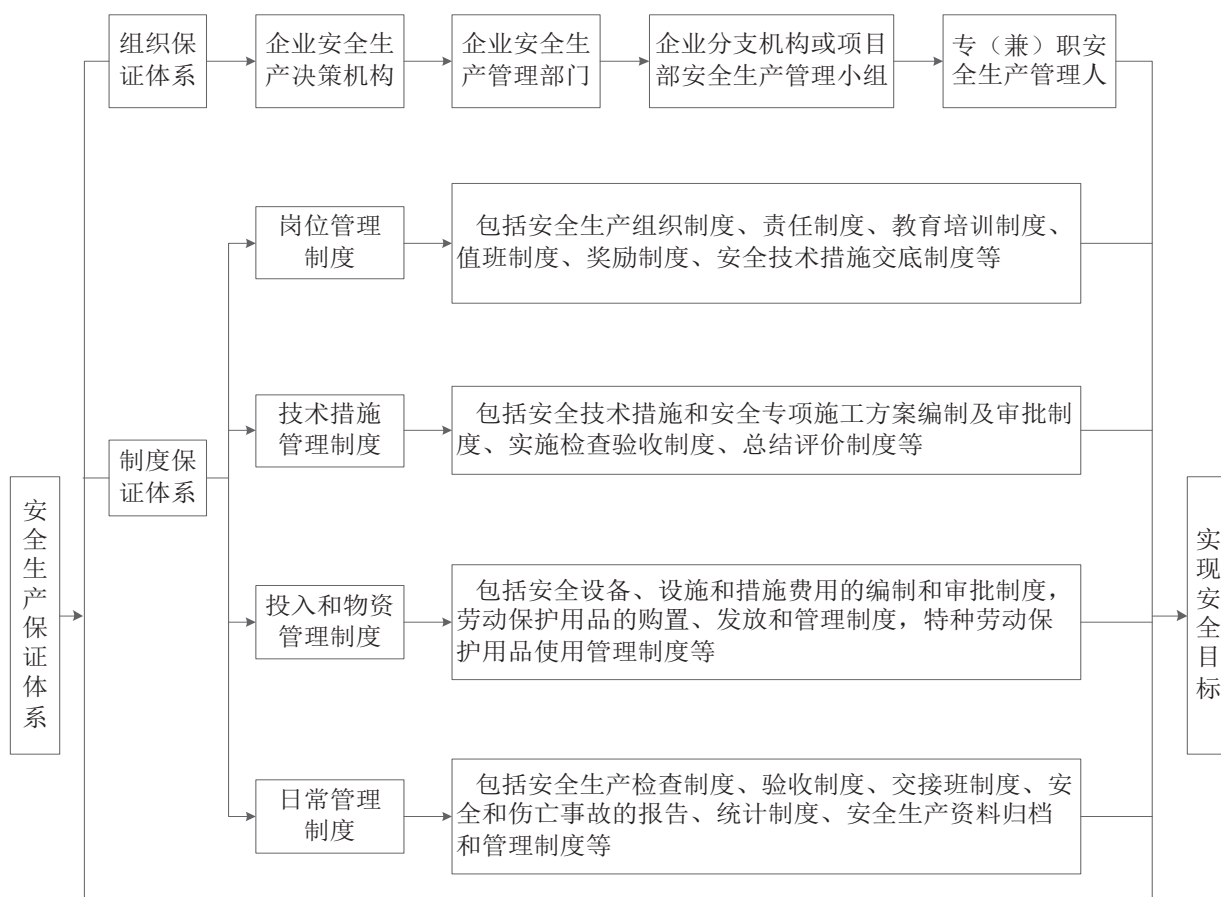 组织保
证体系
企业安全生
产决策机构
企业安全生
产管理部门
企业分支机构或项目
部安全生产管理小组
专（兼）职安
全生产管理人
岗位管理
制度
包括安全生产组织制度、责任制度、教育培训制度、
值班制度、奖励制度、安全技术措施交底制度等
技术措施
管理制度
包括安全技术措施和安全专项施工方案编制及审批制
度、实施检查验收制度、总结评价制度等
制度保
证体系
安全生产保证体系
投入和物资
管理制度
包括安全设备、设施和措施费用的编制和审批制度，
劳动保护用品的购置、发放和管理制度，特种劳动保
护用品使用管理制度等
日常管理
制度
包括安全生产检查制度、验收制度、交接班制度、安
全和伤亡事故的报告、统计制度、安全生产资料归档
和管理制度等
实现安全目标